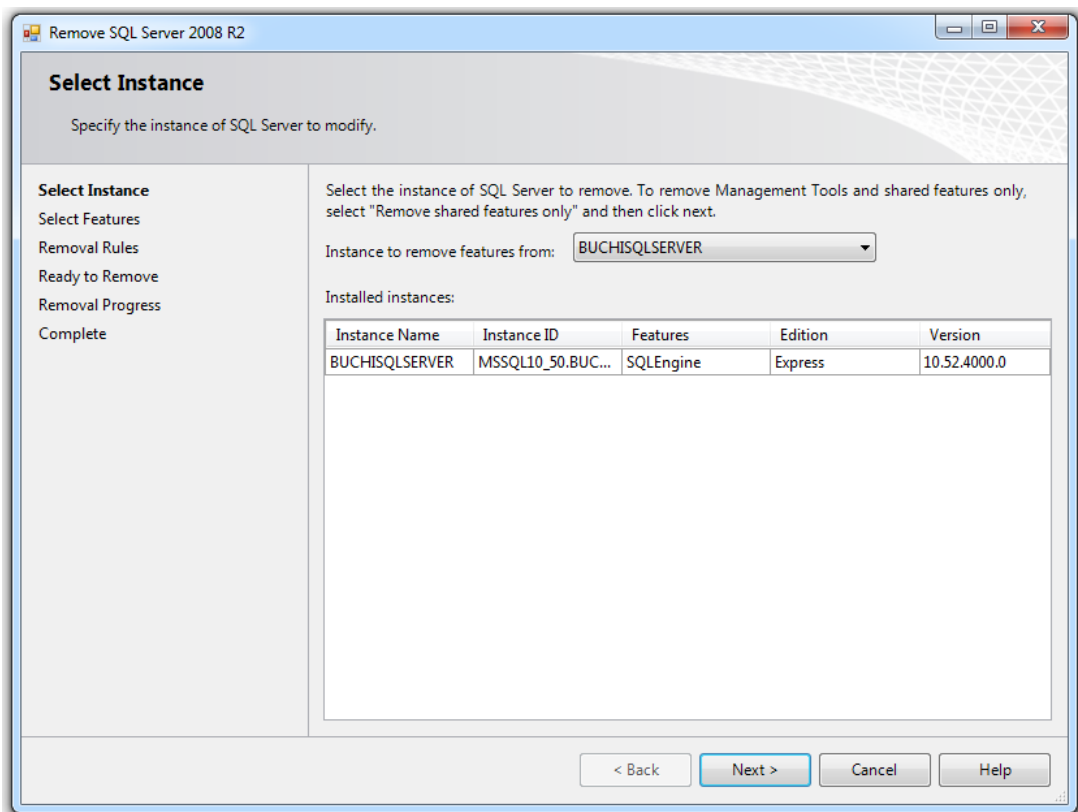 Remove SQL Server 2008 R2
Select Instance
Specify the instance of SQL Server to modify.
Select Instance
Select Features
Removal Rules
Ready to Remove
Removal Progress
Complete
Select the instance of SQL Server to remove. To remove Management Tools and shared features only,
select "Remove shared features only" and then click next.
Instance to remove features from: BUCHISQLSERVER
Installed instances:
Instance Name Instance ID Features Edition Version
BUCHISQLSERVER MSSQL10_50.BUC... SQLEngine Express 10.52.4000.0
< Back Next > Cancel Help